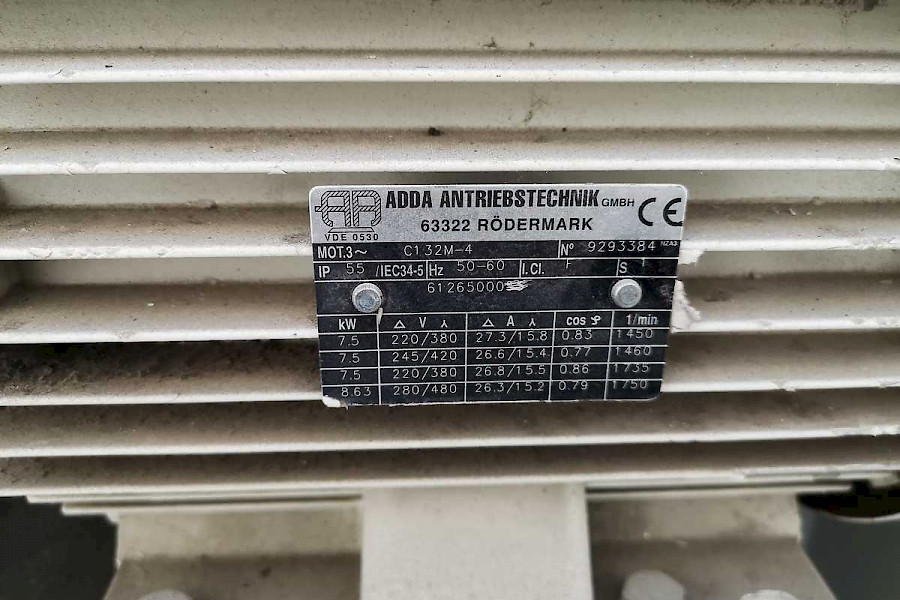 ADDA ANTRIEBSTECHNIK GMBH CE
63322 RÖDERMARK
VDE 0530
MOT.3~ C132M-4 Nº 9293384 NZA3
IP 55 /IEC34-5 Hz 50-60 I.Cl. F S 1
61265000
kW △ V ⅄ △ A ⅄ cos φ 1/min
7.5 220/380 27.3/15.8 0.83 1450
7.5 245/420 26.6/15.4 0.77 1460
7.5 220/380 26.8/15.5 0.86 1735
8.63 280/480 26.3/15.2 0.79 1750